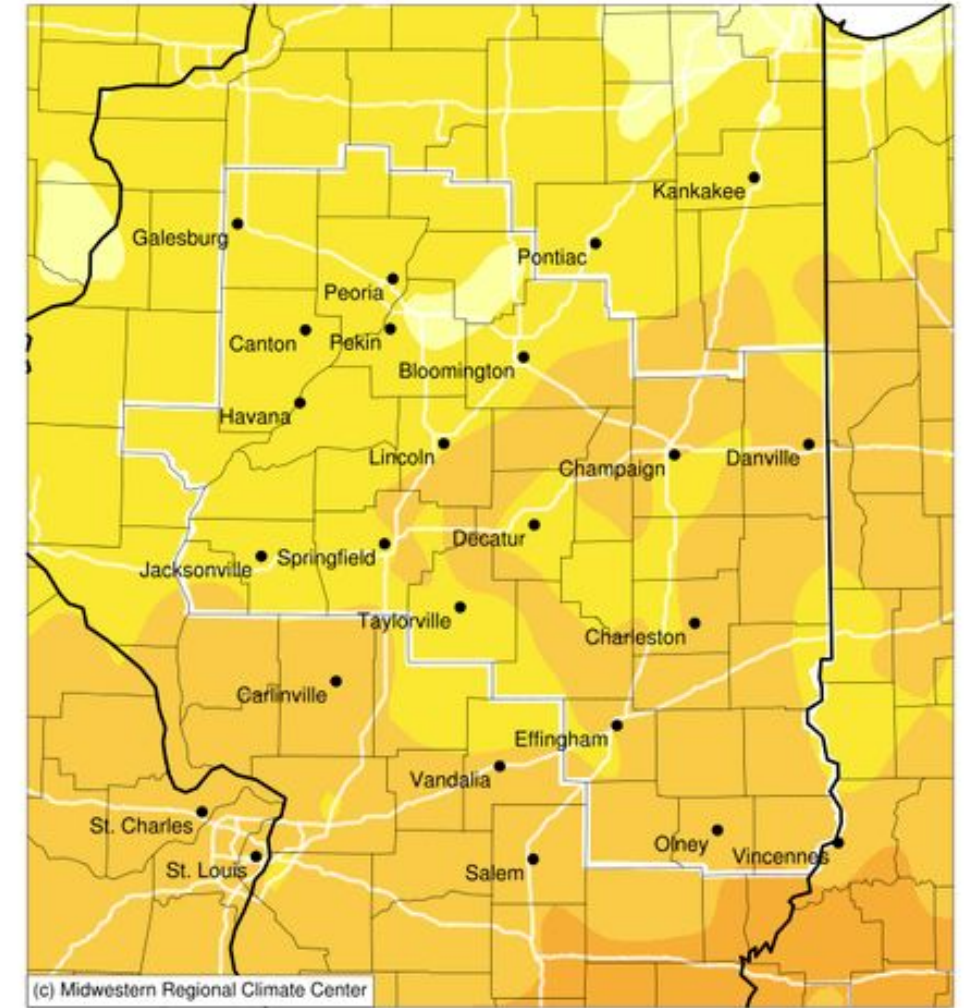 Kankakee
Galesburg
Pontiac
Peoria
Canton
Pekin
Bloomington
Havana
Lincoln
Champaign
Danville
Decatur
Springfield
Jacksonville
Taylorville
Charleston
Carlinville
Effingham
Vandalia
St. Charles
Olney
Vincennes
St. Louis
Salem
(c) Midwestern Regional Climate Center